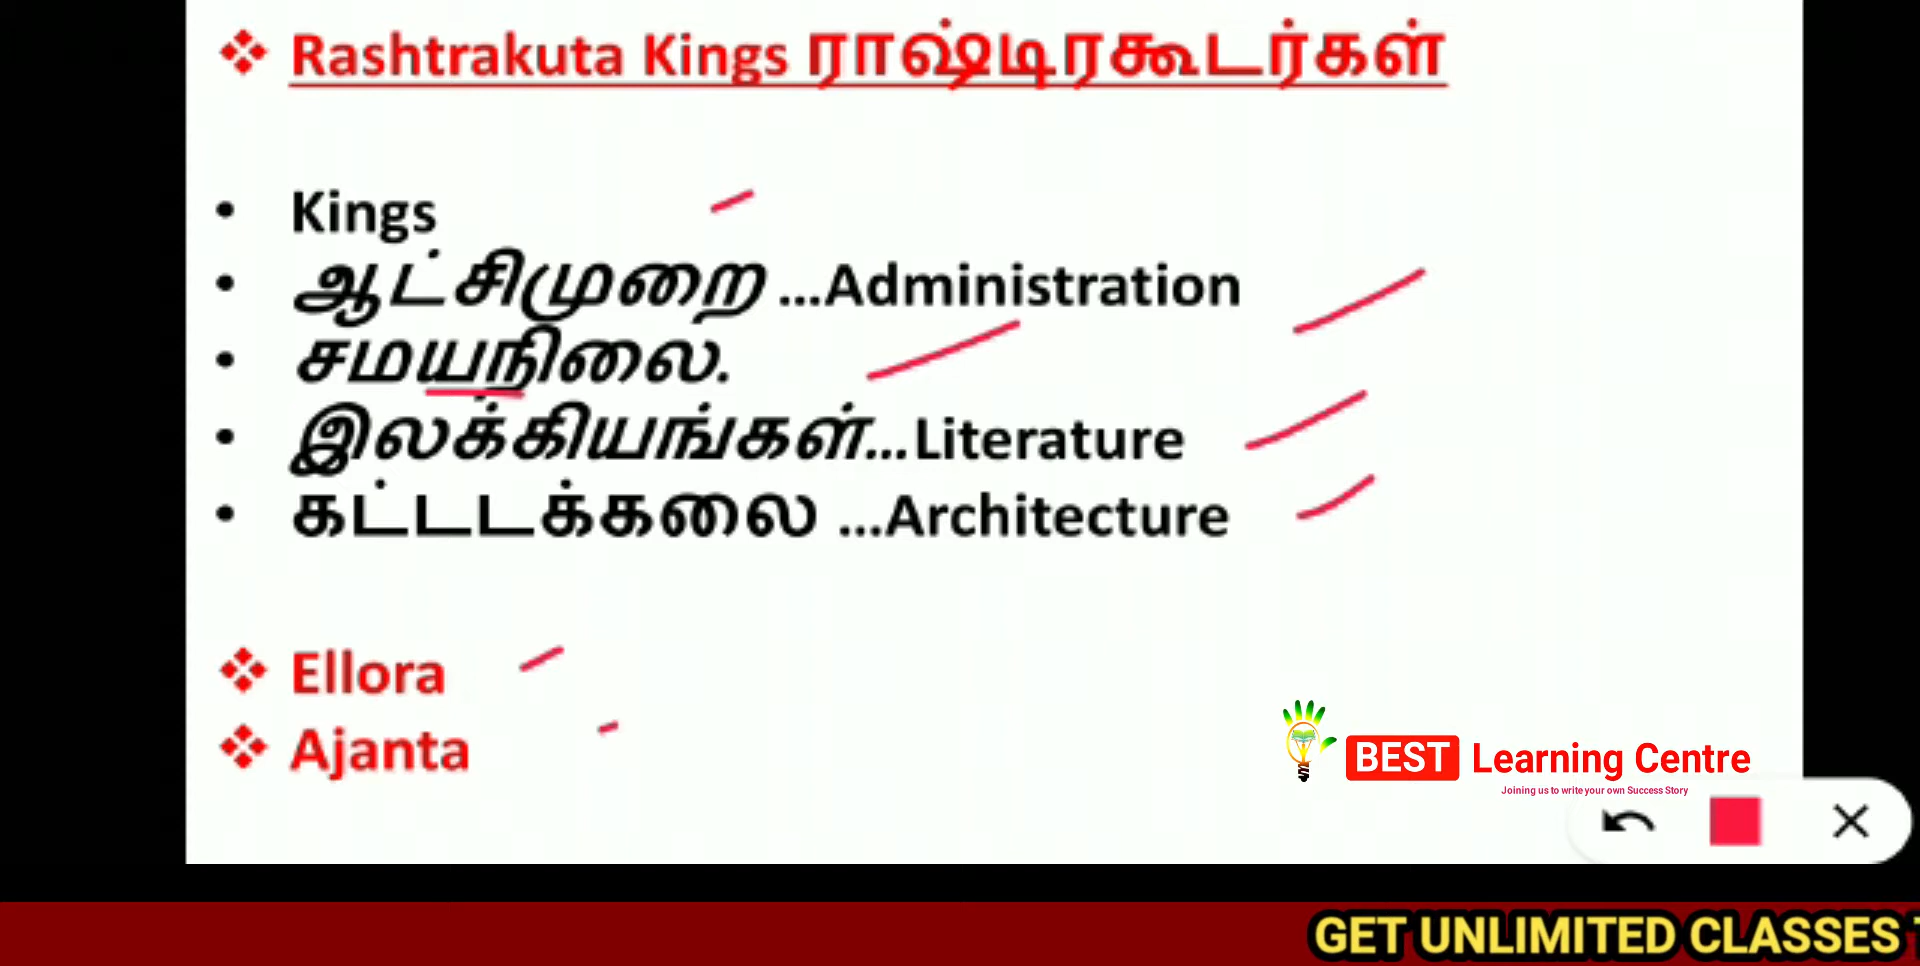 Rashtrakuta Kings ராஷ்டிரகூடர்கள்
Kings
ஆட்சிமுறை ...Administration
சமயநிலை.
இலக்கியங்கள்...Literature
கட்டடக்கலை ...Architecture
Ellora
Ajanta
BEST Learning Centre
Joining us to write your own Success Story
GET UNLIMITED CLASSES